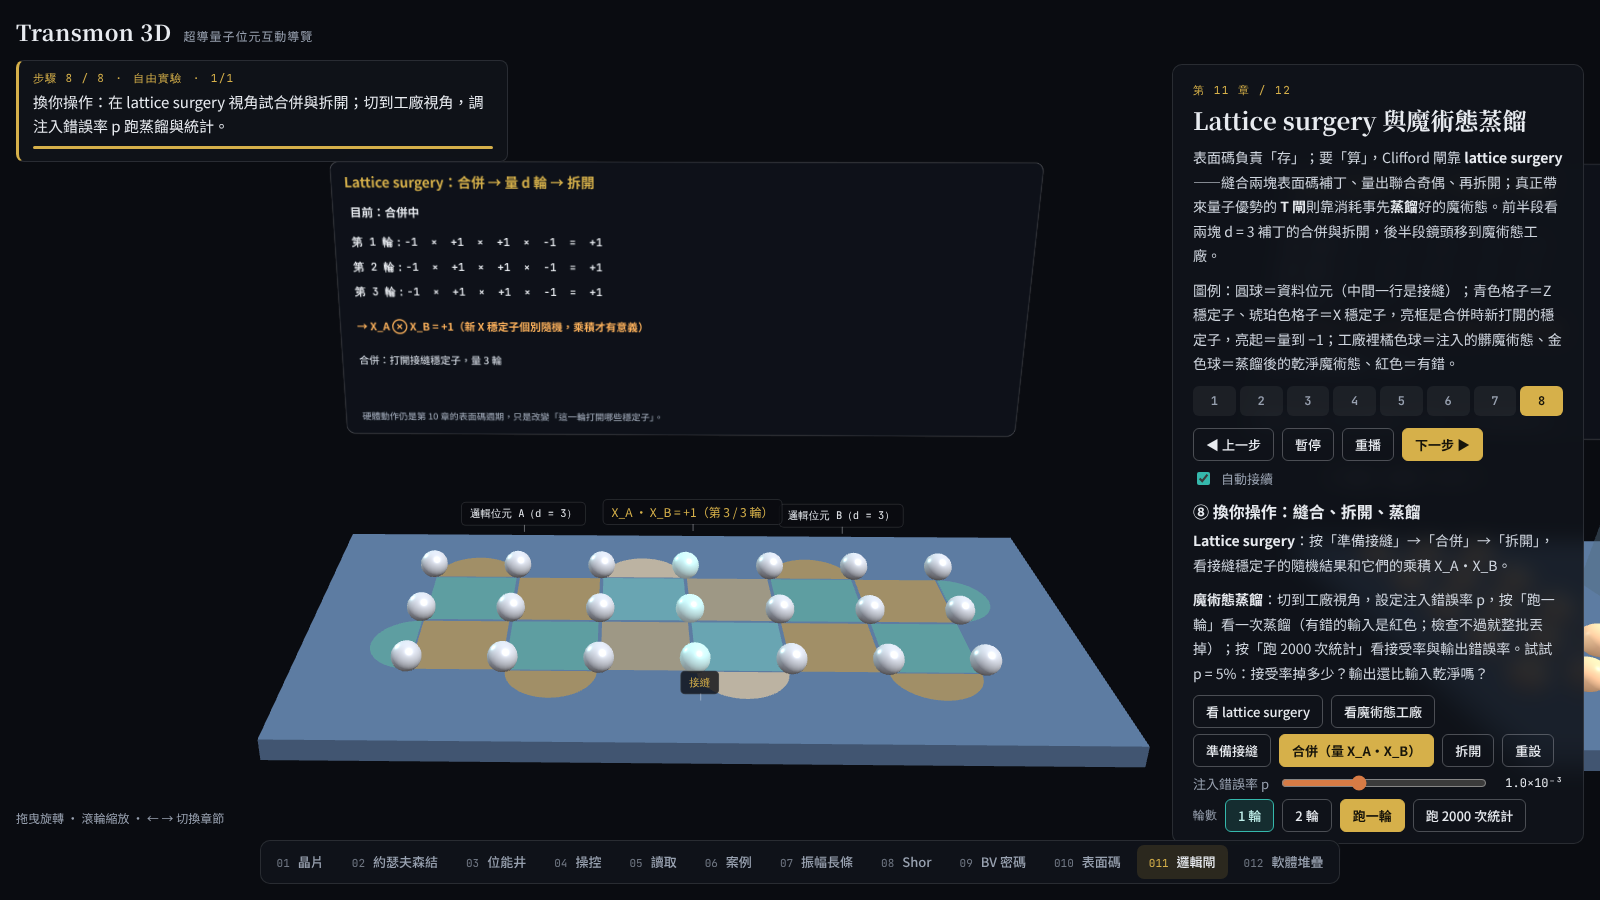 Transmon 3D 超導量子位元互動導覽
步驟 8 / 8 · 自由實驗 · 1/1
換你操作：在 lattice surgery 視角試合併與拆開；切到工廠視角，調
注入錯誤率 p 跑蒸餾與統計。
Lattice surgery：合併 → 量 d 輪 → 拆開
目前：合併中
第 1 輪：-1 × +1 × +1 × -1 = +1
第 2 輪：-1 × +1 × +1 × -1 = +1
第 3 輪：-1 × +1 × +1 × -1 = +1
→ X_A ⊗ X_B = +1（新 X 穩定子個別隨機，乘積才有意義）
合併：打開接縫穩定子，量 3 輪
硬體動作仍是第 10 章的表面碼週期，只是改變「這一輪打開哪些穩定子」。
邏輯位元 A（d = 3）
X_A · X_B = +1（第 3 / 3 輪）
邏輯位元 B（d = 3）
接縫
第 11 章 / 12
Lattice surgery 與魔術態蒸餾
表面碼負責「存」；要「算」，Clifford 閘靠 lattice surgery
——縫合兩塊表面碼補丁、量出聯合奇偶、再拆開；真正帶
來量子優勢的 T 閘則靠消耗事先蒸餾好的魔術態。前半段看
兩塊 d = 3 補丁的合併與拆開，後半段鏡頭移到魔術態工
廠。
圖例：圓球＝資料位元（中間一行是接縫）；青色格子＝Z
穩定子、琥珀色格子＝X 穩定子，亮框是合併時新打開的穩
定子，亮起＝量到 −1；工廠裡橘色球＝注入的髒魔術態、金
色球＝蒸餾後的乾淨魔術態、紅色＝有錯。
1 2 3 4 5 6 7 8
◀ 上一步 暫停 重播 下一步 ▶
自動接續
⑧ 換你操作：縫合、拆開、蒸餾
Lattice surgery：按「準備接縫」→「合併」→「拆開」，
看接縫穩定子的隨機結果和它們的乘積 X_A · X_B。
魔術態蒸餾：切到工廠視角，設定注入錯誤率 p，按「跑一
輪」看一次蒸餾（有錯的輸入是紅色；檢查不過就整批丟
掉）；按「跑 2000 次統計」看接受率與輸出錯誤率。試試
p = 5%：接受率掉多少？輸出還比輸入乾淨嗎？
看 lattice surgery 看魔術態工廠
準備接縫 合併（量 X_A · X_B） 拆開 重設
注入錯誤率 p 1.0×10⁻³
輪數 1 輪 2 輪 跑一輪 跑 2000 次統計
拖曳旋轉 · 滾輪縮放 · ← → 切換章節
01 晶片 02 約瑟夫森結 03 位能井 04 操控 05 讀取 06 案例 07 振幅長條 08 Shor 09 BV 密碼 010 表面碼 011 邏輯閘 012 軟體堆疊